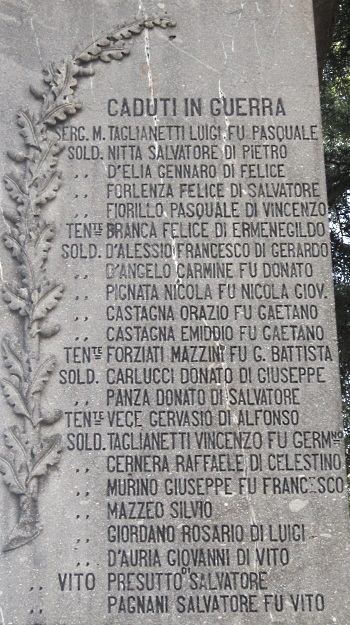 CADUTI IN GUERRA
SERG. M. TAGLIANETTI LUIGI FU PASQUALE
SOLD. NITTA SALVATORE DI PIETRO
,, D'ELIA GENNARO DI FELICE
,, FORLENZA FELICE DI SALVATORE
,, FIORILLO PASQUALE DI VINCENZO
TENTE BRANCA FELICE DI ERMENEGILDO
SOLD. D'ALESSIO FRANCESCO DI GERARDO
,, D'ANGELO CARMINE FU DONATO
,, PIGNATA NICOLA FU NICOLA GIOV.
,, CASTAGNA ORAZIO FU GAETANO
,, CASTAGNA EMIDDIO FU GAETANO
TENTE FORZIATI MAZZINI FU G. BATTISTA
SOLD. CARLUCCI DONATO DI GIUSEPPE
,, PANZA DONATO DI SALVATORE
TENTE VECE GERVASIO DI ALFONSO
SOLD. TAGLIANETTI VINCENZO FU GERMNO
,, CERNERA RAFFAELE DI CELESTINO
,, MURINO GIUSEPPE FU FRANC.SCO
,, MAZZEO SILVIO
,, GIORDANO ROSARIO DI LUIGI
,, D'AURIA GIOVANNI DI VITO
,, VITO PRESUTTO DI SALVATORE
,, PAGNANI SALVATORE FU VITO